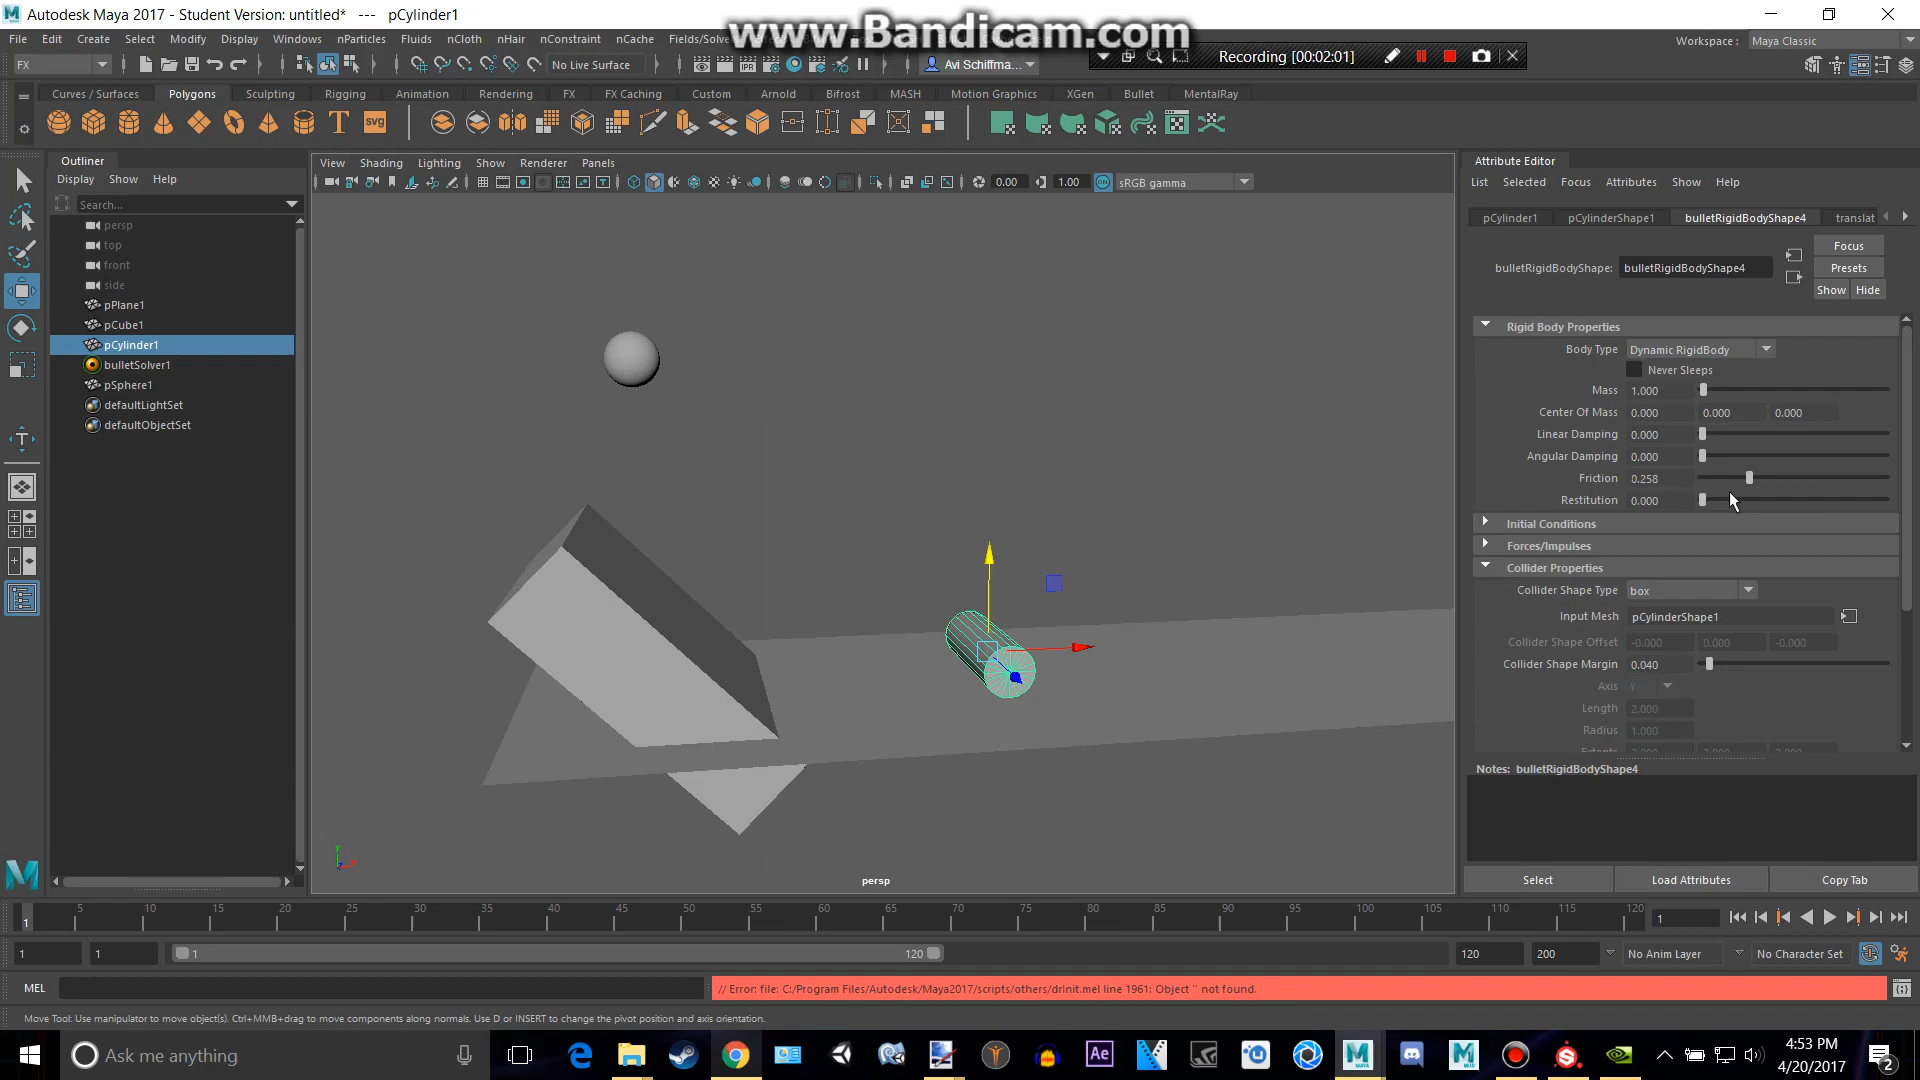 Autodesk Maya 2017 - Student Version: untitled*   ---   pCylinder1
www.Bandicam.com
File Edit Create Select Modify Display Windows nParticles Fluids nCloth nHair nConstraint nCache Fields/Solve
Recording [00:02:01]
Workspace: Maya Classic
FX
No Live Surface
IPR
Avi Schiffma...
Curves / Surfaces Polygons Sculpting Rigging Animation Rendering FX FX Caching Custom Arnold Bifrost MASH Motion Graphics XGen Bullet MentalRay
SVG
Outliner
Display Show Help
Search...
persp
top
front
side
pPlane1
pCube1
pCylinder1
bulletSolver1
pSphere1
defaultLightSet
defaultObjectSet
View Shading Lighting Show Renderer Panels
0.00 1.00 sRGB gamma
persp
Attribute Editor
List Selected Focus Attributes Show Help
pCylinder1 pCylinderShape1 bulletRigidBodyShape4 translat
bulletRigidBodyShape: bulletRigidBodyShape4
Focus
Presets
Show Hide
Rigid Body Properties
Body Type Dynamic RigidBody
Never Sleeps
Mass 1.000
Center Of Mass 0.000 0.000 0.000
Linear Damping 0.000
Angular Damping 0.000
Friction 0.258
Restitution 0.000
Initial Conditions
Forces/Impulses
Collider Properties
Collider Shape Type box
Input Mesh pCylinderShape1
Collider Shape Offset -0.000 0.000 -0.000
Collider Shape Margin 0.040
Axis Y
Length 2.000
Radius 1.000
Notes: bulletRigidBodyShape4
Select Load Attributes Copy Tab
1 5 10 15 20 25 30 35 40 45 50 55 60 65 70 75 80 85 90 95 100 105 110 115 120
1
1 1 1 120 120 200 No Anim Layer No Character Set
MEL
// Error: file: C:/Program Files/Autodesk/Maya2017/scripts/others/drinit.mel line 1961: Object '' not found.
Move Tool: Use manipulator to move object(s). Ctrl+MMB+drag to move components along normals. Use D or INSERT to change the pivot position and axis orientation.
Ask me anything
Ae
4:53 PM
4/20/2017
2